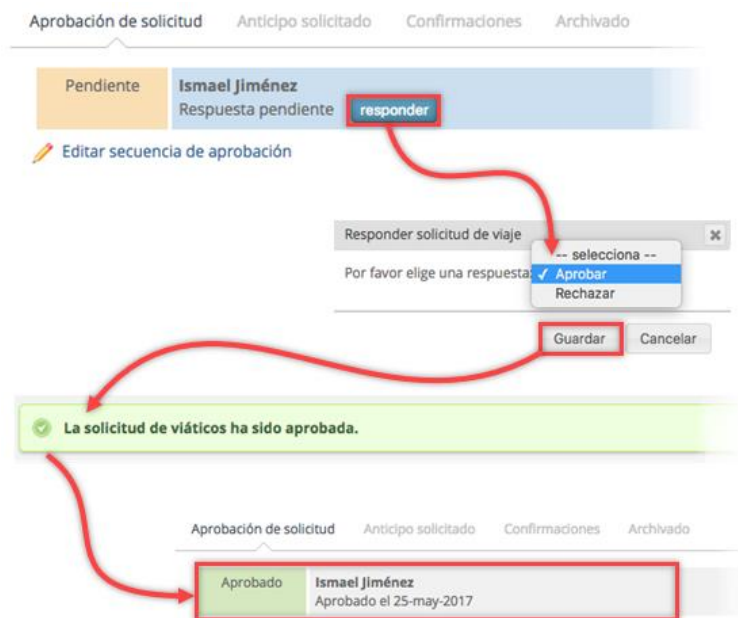 Aprobación de solicitud Anticipo solicitado Confirmaciones Archivado
Pendiente Ismael Jiménez
Respuesta pendiente responder
Editar secuencia de aprobación
Responder solicitud de viaje
-- selecciona --
Por favor elige una respuesta: ✓ Aprobar
Rechazar
Guardar Cancelar
La solicitud de viáticos ha sido aprobada.
Aprobación de solicitud Anticipo solicitado Confirmaciones Archivado
Aprobado Ismael Jiménez
Aprobado el 25-may-2017